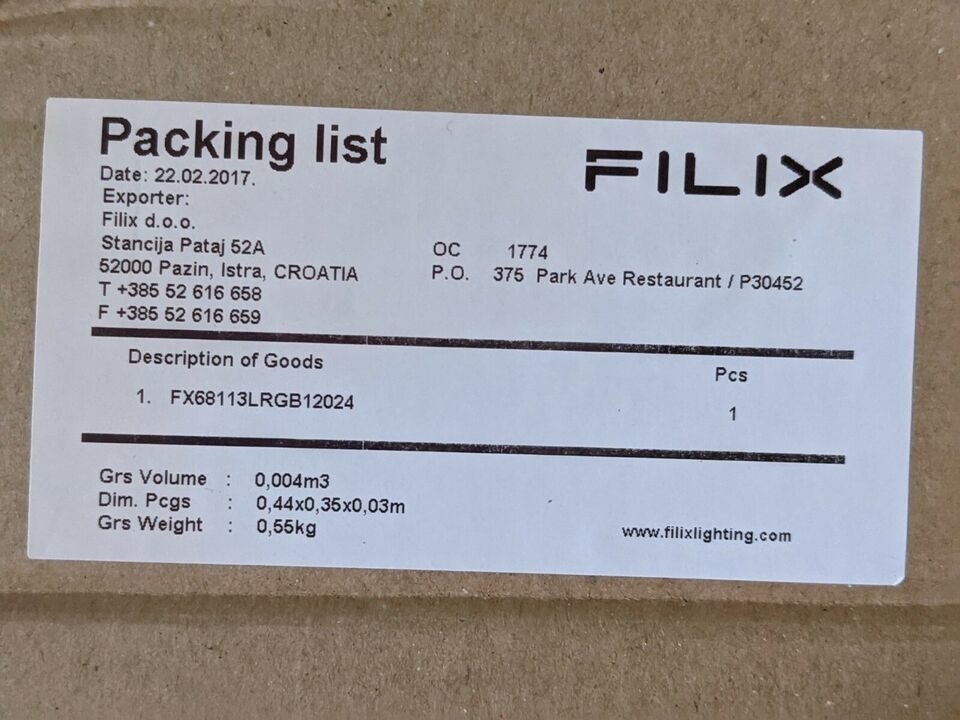 Packing list
FILIX
Date: 22.02.2017.
Exporter:
Filix d.o.o.
Stancija Pataj 52A
52000 Pazin, Istra, CROATIA
T +385 52 616 658
F +385 52 616 659
OC 1774
P.O. 375 Park Ave Restaurant / P30452
Description of Goods Pcs
1. FX68113LRGB12024 1
Grs Volume : 0,004m3
Dim. Pcgs : 0,44x0,35x0,03m
Grs Weight : 0,55kg
www.filixlighting.com